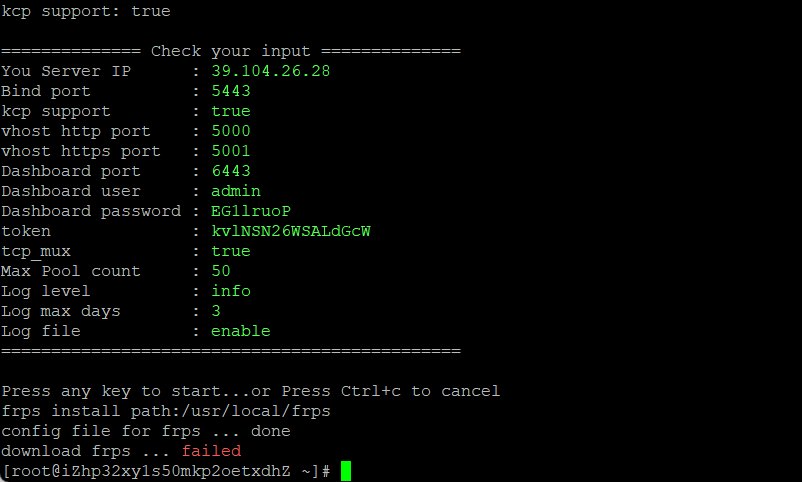 kcp support: true
============== Check your input ==============
You Server IP      : 39.104.26.28
Bind port          : 5443
kcp support        : true
vhost http port    : 5000
vhost https port   : 5001
Dashboard port     : 6443
Dashboard user     : admin
Dashboard password : EG1lruoP
token              : kvlNSN26WSALdGcW
tcp_mux            : true
Max Pool count     : 50
Log level          : info
Log max days       : 3
Log file           : enable
==============================================
Press any key to start...or Press Ctrl+c to cancel
frps install path:/usr/local/frps
config file for frps ... done
download frps ... failed
[root@iZhp32xy1s50mkp2oetxdhZ ~]#